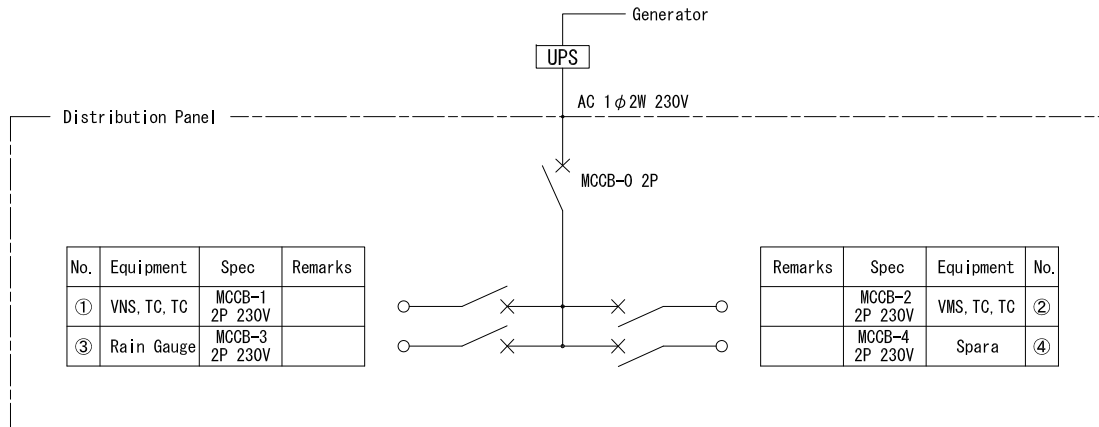 Generator
UPS
AC 1φ2W 230V
Distribution Panel
MCCB-0 2P
No. Equipment Spec Remarks
① VNS, TC, TC MCCB-1 2P 230V
③ Rain Gauge MCCB-3 2P 230V
Remarks Spec Equipment No.
MCCB-2 2P 230V VMS, TC, TC ②
MCCB-4 2P 230V Spara ④